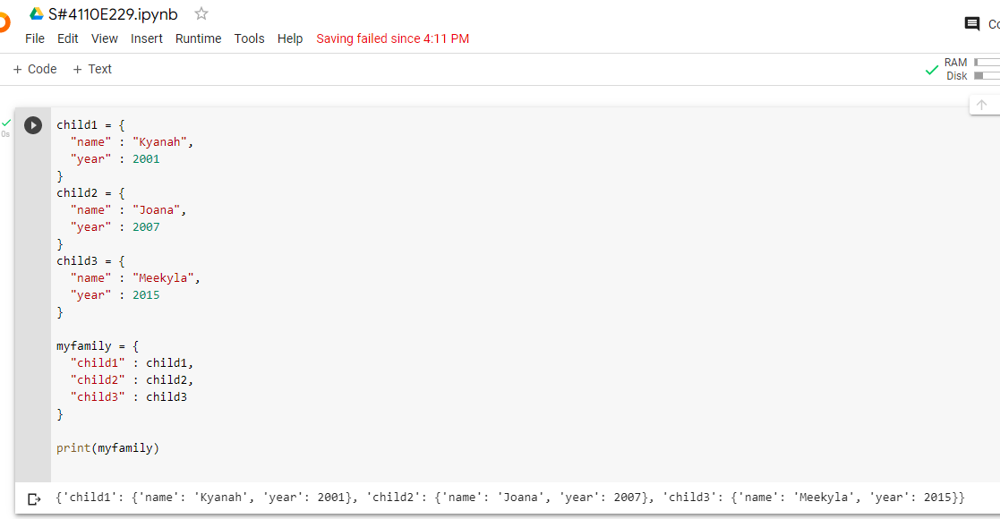 S#4110E229.ipynb
File Edit View Insert Runtime Tools Help Saving failed since 4:11 PM
+ Code + Text
RAM
Disk
0s
child1 = {
  "name" : "Kyanah",
  "year" : 2001
}
child2 = {
  "name" : "Joana",
  "year" : 2007
}
child3 = {
  "name" : "Meekyla",
  "year" : 2015
}
myfamily = {
  "child1" : child1,
  "child2" : child2,
  "child3" : child3
}
print(myfamily)
{'child1': {'name': 'Kyanah', 'year': 2001}, 'child2': {'name': 'Joana', 'year': 2007}, 'child3': {'name': 'Meekyla', 'year': 2015}}